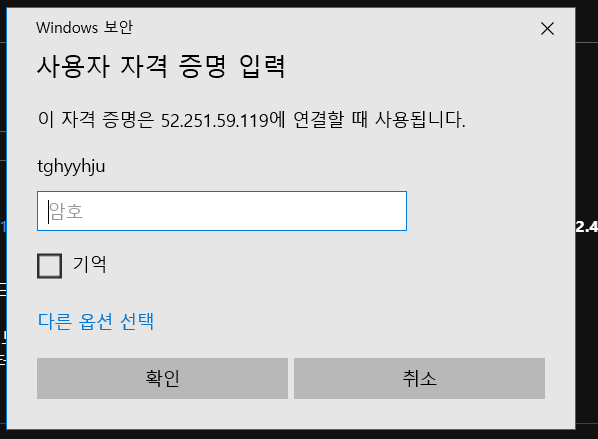 Windows 보안
사용자 자격 증명 입력
이 자격 증명은 52.251.59.119에 연결할 때 사용됩니다.
tghyyhju
암호
기억
다른 옵션 선택
확인
취소
2.4